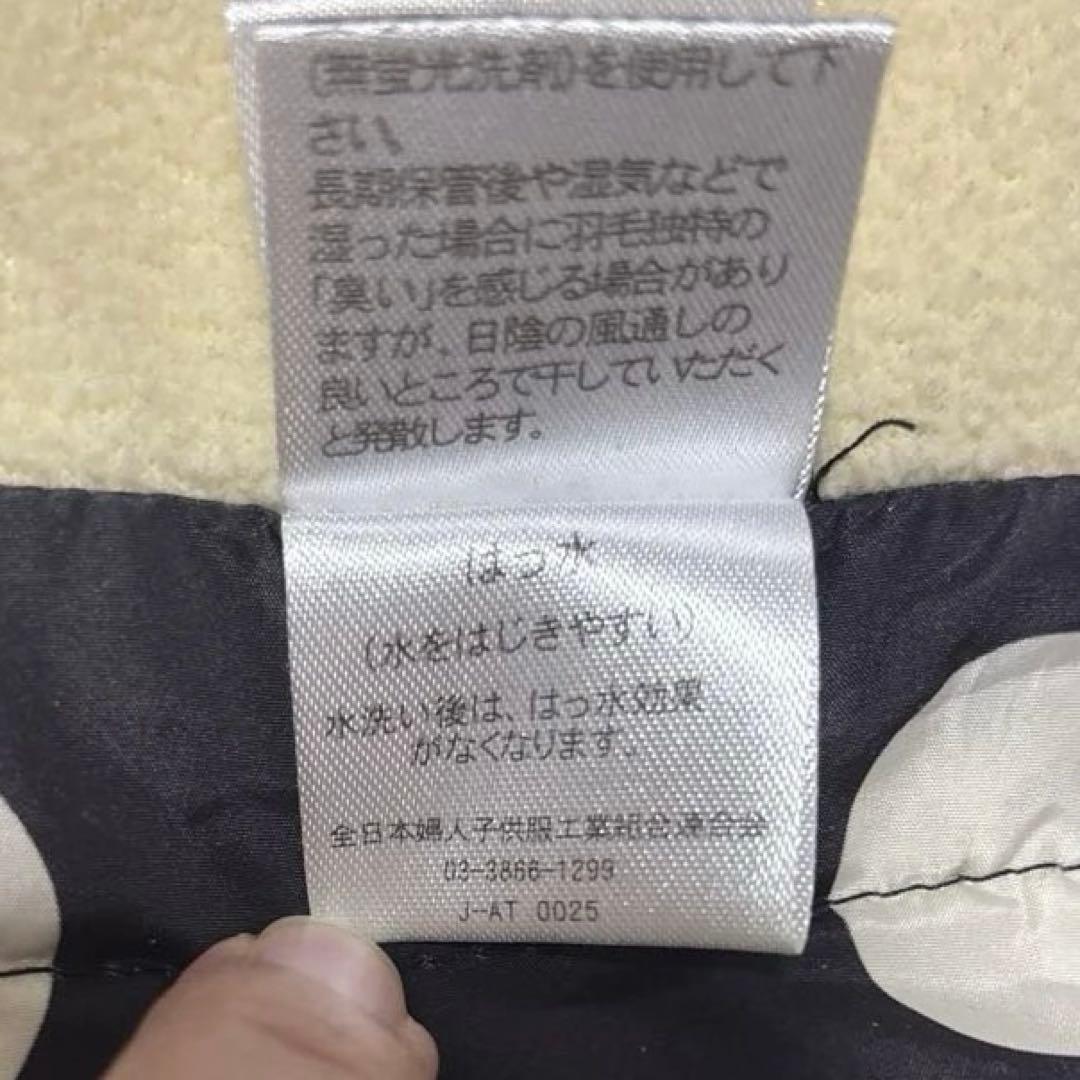 (無蛍光洗剤)を使用して下
さい。
長期保管後や湿気などで
湿った場合に羽毛独特の
「臭い」を感じる場合があり
ますが、日陰の風通しの
良いところで干していただく
と発散します。
はっ水
(水をはじきやすい)
水洗い後は、はっ水効果
がなくなります。
全日本婦人子供服工業組合連合会
03-3866-1299
J-AT 0025